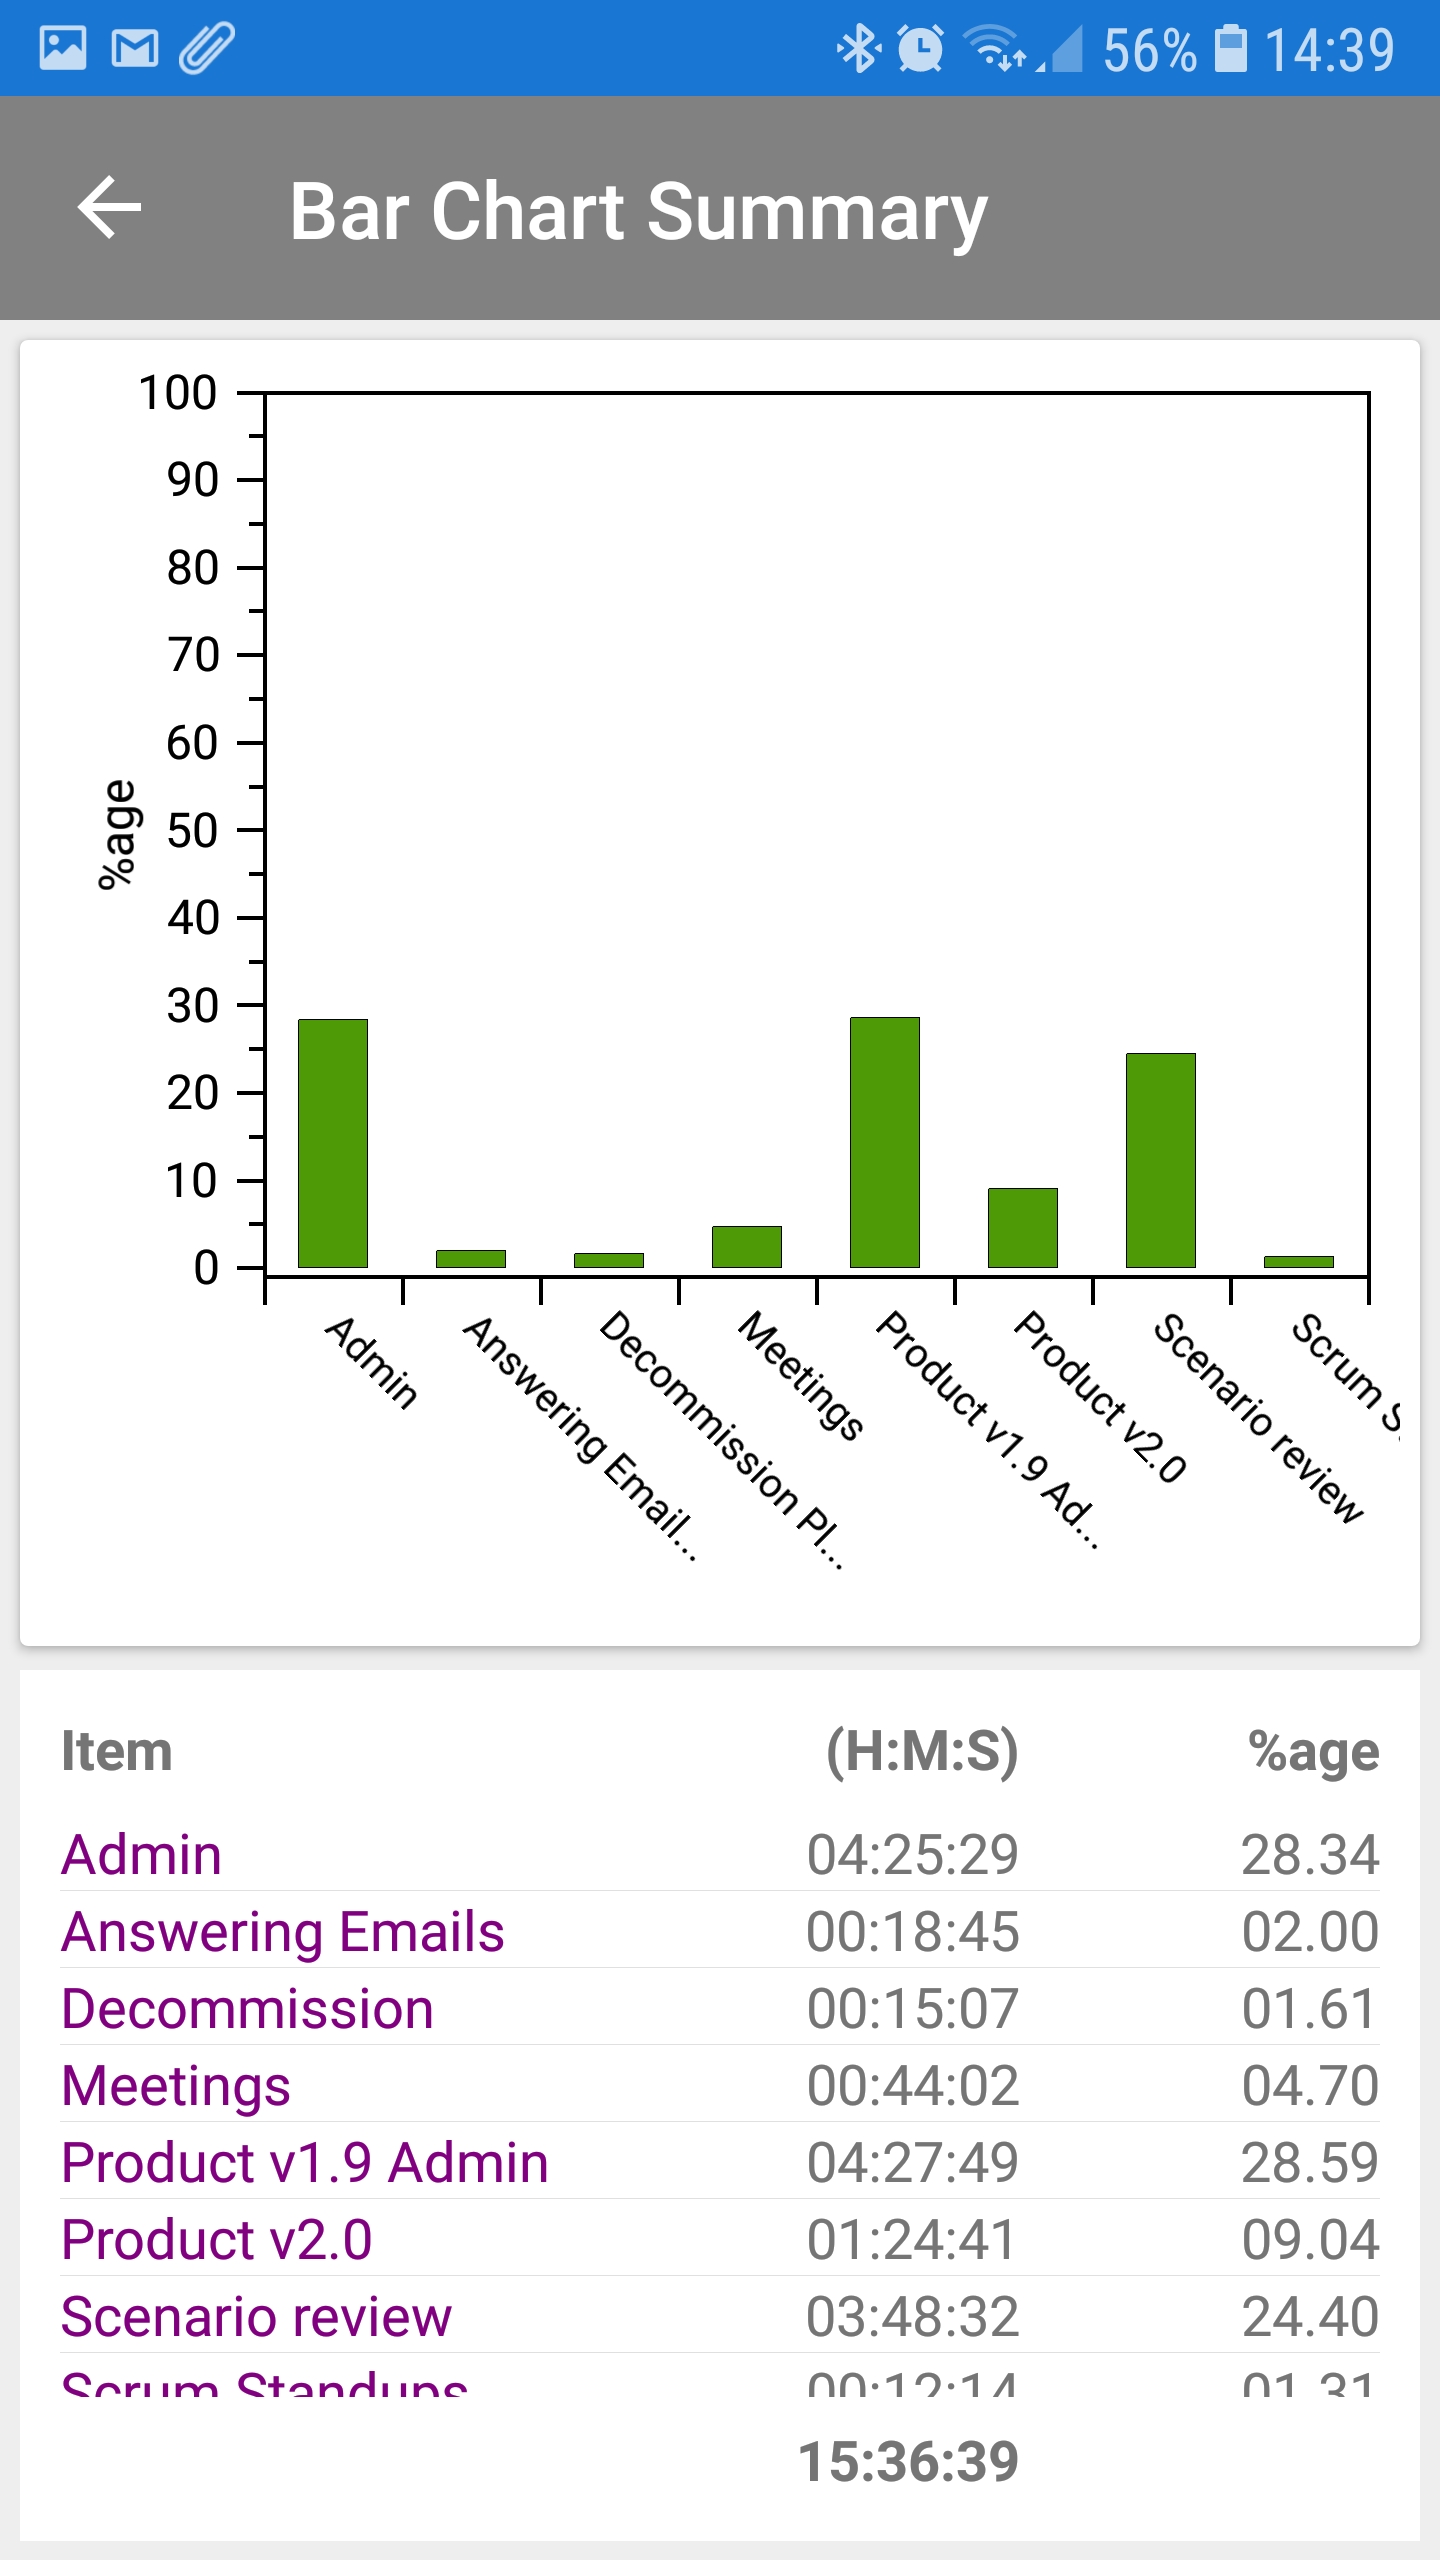 56% 14:39
Bar Chart Summary
100
90
80
70
60
50
40
30
20
10
0
%age
Admin
Answering Email...
Decommission Pl...
Meetings
Product v1.9 Ad...
Product v2.0
Scenario review
Scrum S
Item (H:M:S) %age
Admin 04:25:29 28.34
Answering Emails 00:18:45 02.00
Decommission 00:15:07 01.61
Meetings 00:44:02 04.70
Product v1.9 Admin 04:27:49 28.59
Product v2.0 01:24:41 09.04
Scenario review 03:48:32 24.40
Scrum Standups 00:12:14 01.31
15:36:39